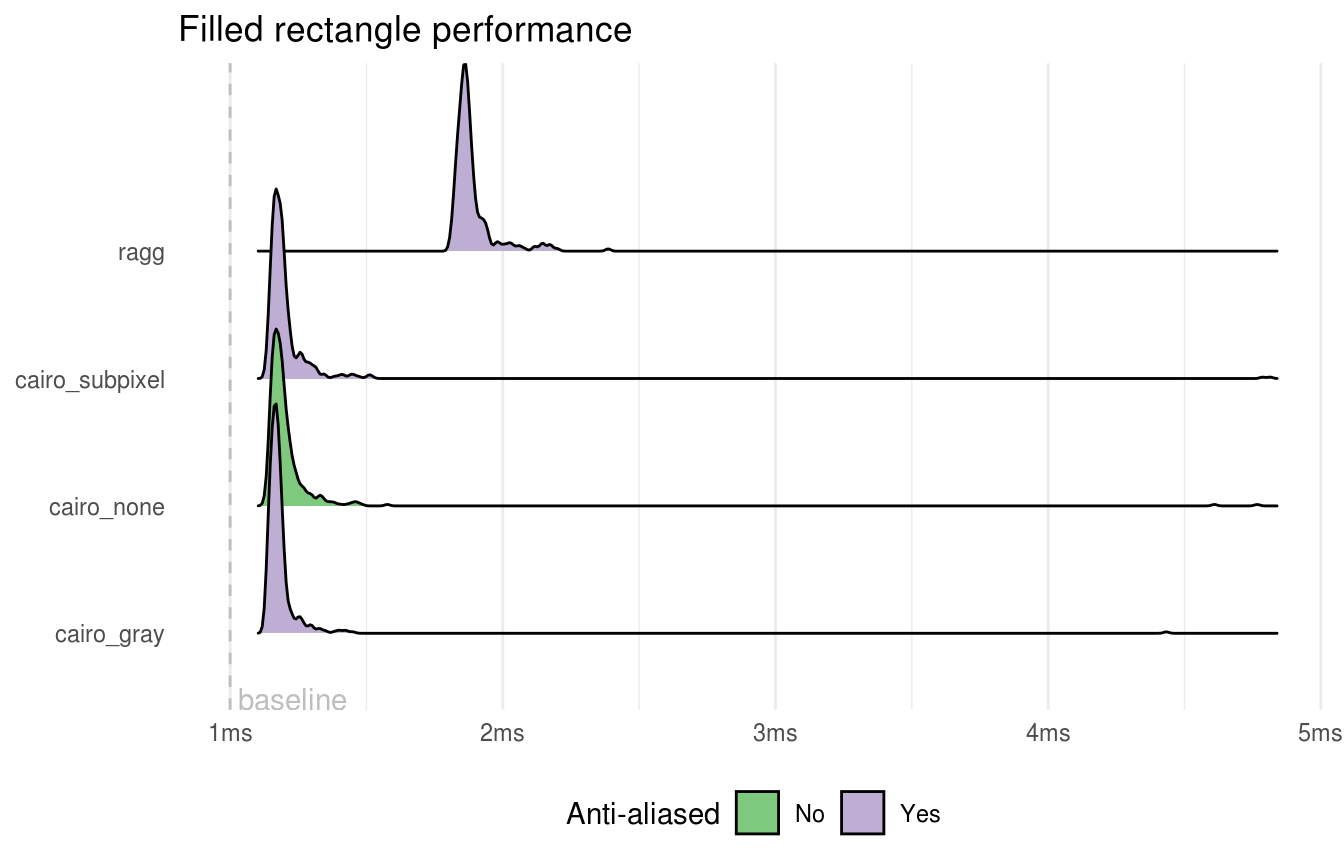 Filled rectangle performance
ragg
cairo_subpixel
cairo_none
cairo_gray
baseline
1ms 2ms 3ms 4ms 5ms
Anti-aliased No Yes